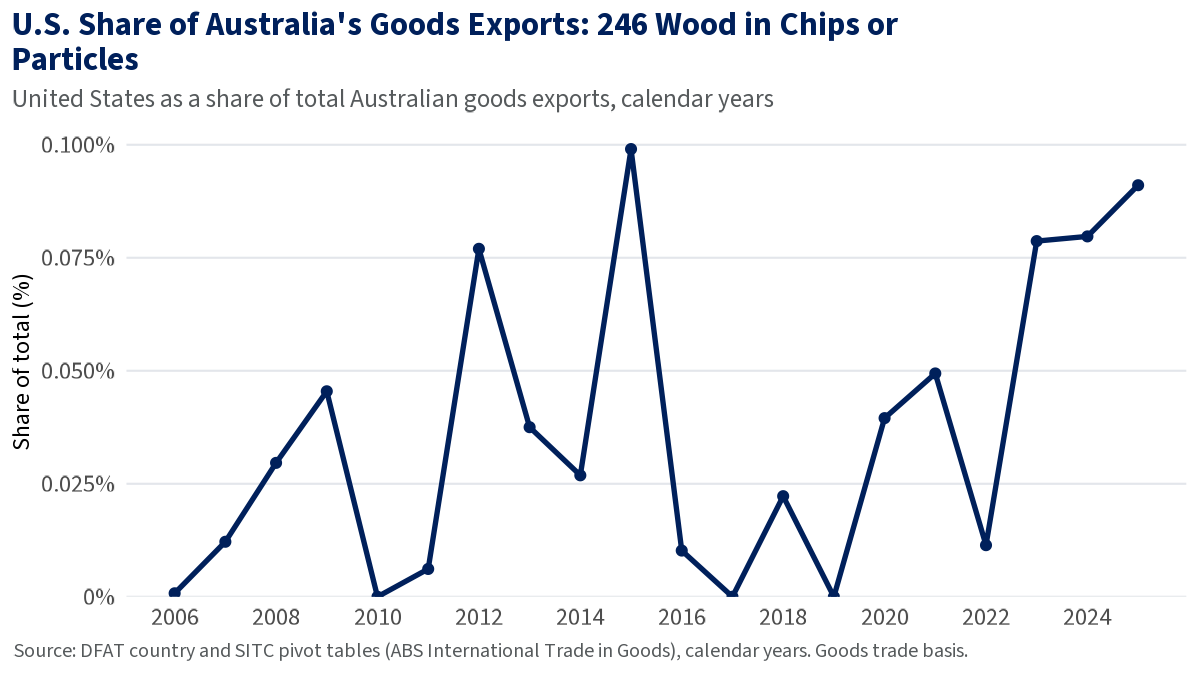 U.S. Share of Australia's Goods Exports: 246 Wood in Chips or
Particles
United States as a share of total Australian goods exports, calendar years
Share of total (%)
0.100%
0.075%
0.050%
0.025%
0%
2006 2008 2010 2012 2014 2016 2018 2020 2022 2024
Source: DFAT country and SITC pivot tables (ABS International Trade in Goods), calendar years. Goods trade basis.